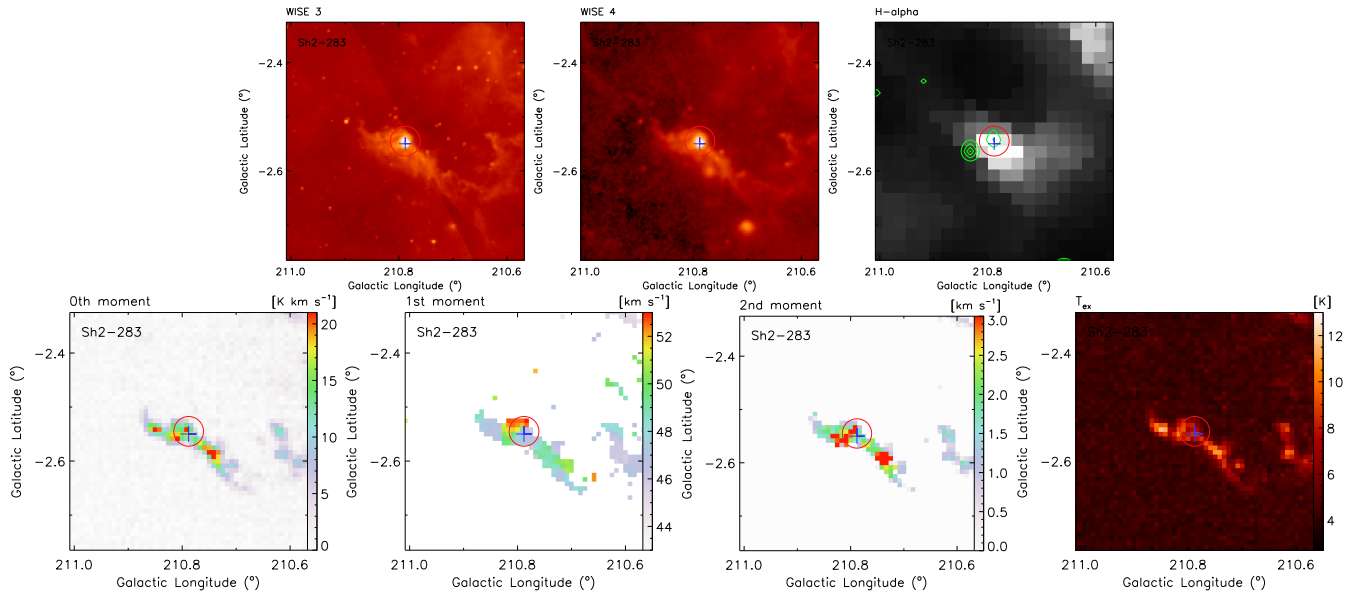 WISE 3
Sh2-283
Galactic Latitude (°)
-2.4
-2.6
211.0 210.8 210.6
Galactic Longitude (°)
WISE 4
Sh2-283
Galactic Latitude (°)
-2.4
-2.6
211.0 210.8 210.6
Galactic Longitude (°)
H-alpha
Sh2-283
Galactic Latitude (°)
-2.4
-2.6
211.0 210.8 210.6
Galactic Longitude (°)
0th moment [K km s⁻¹]
Sh2-283
Galactic Latitude (°)
-2.4
-2.6
211.0 210.8 210.6
Galactic Longitude (°)
20
15
10
5
0
1st moment [km s⁻¹]
Sh2-283
Galactic Latitude (°)
-2.4
-2.6
211.0 210.8 210.6
Galactic Longitude (°)
52
50
48
46
44
2nd moment [km s⁻¹]
Sh2-283
Galactic Latitude (°)
-2.4
-2.6
211.0 210.8 210.6
Galactic Longitude (°)
3.0
2.5
2.0
1.5
1.0
0.5
0.0
Tex [K]
Sh2-283
Galactic Latitude (°)
-2.4
-2.6
211.0 210.8 210.6
Galactic Longitude (°)
12
10
8
6
4